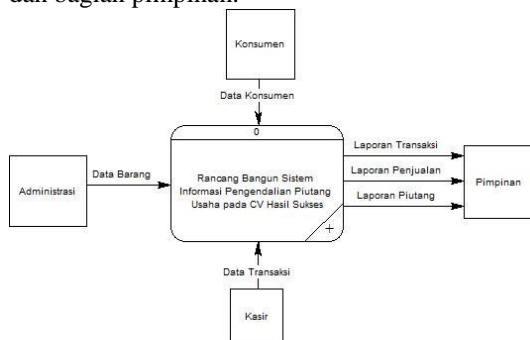 dan bagian pimpinan.
Konsumen
Data Konsumen
0
Laporan Transaksi
Administrasi
Data Barang
Rancang Bangun Sistem
Informasi Pengendalian Piutang
Usaha pada CV Hasil Sukses
Laporan Penjualan
Pimpinan
Laporan Piutang
+
Data Transaksi
Kasir